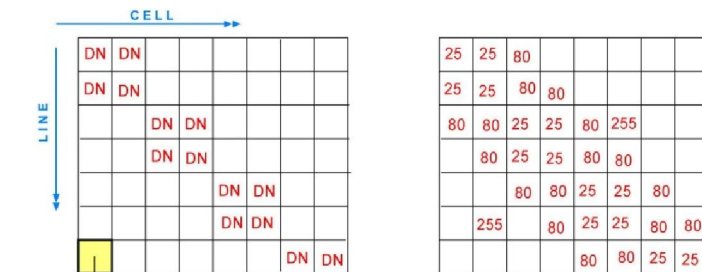 CELL
LINE
DN DN
DN DN
DN DN
DN DN
DN DN
DN DN
DN DN
25 25 80
25 25 80 80
80 80 25 25 80 255
80 25 25 80 80
80 80 25 25 80
255 80 25 25 80 80
80 80 25 25